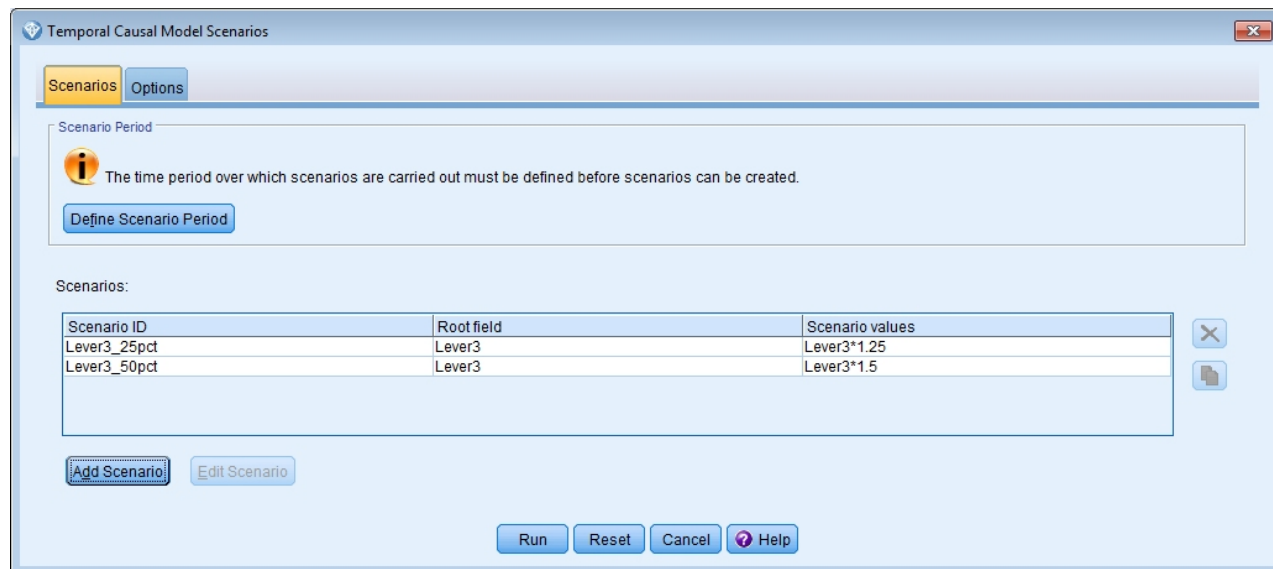 Temporal Causal Model Scenarios
Scenarios Options
Scenario Period
The time period over which scenarios are carried out must be defined before scenarios can be created.
Define Scenario Period
Scenarios:
Scenario ID Root field Scenario values
Lever3_25pct Lever3 Lever3*1.25
Lever3_50pct Lever3 Lever3*1.5
Add Scenario Edit Scenario
Run Reset Cancel Help